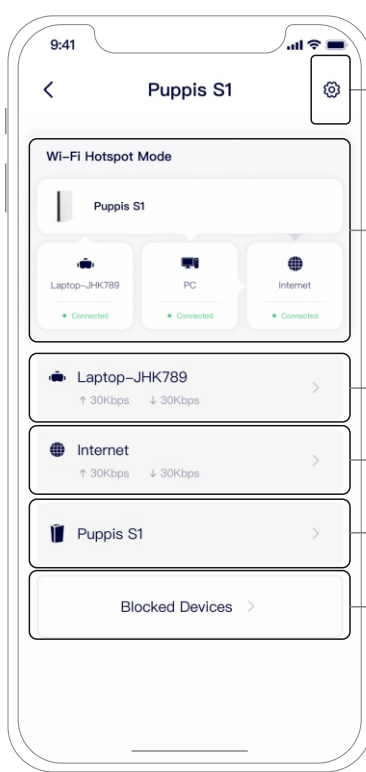 9:41
Puppis S1
Wi-Fi Hotspot Mode
Puppis S1
Laptop-JHK789 PC Internet
Connected Connected Connected
Laptop-JHK789
↑ 30Kbps ↓ 30Kbps
Internet
↑ 30Kbps ↓ 30Kbps
Puppis S1
Blocked Devices